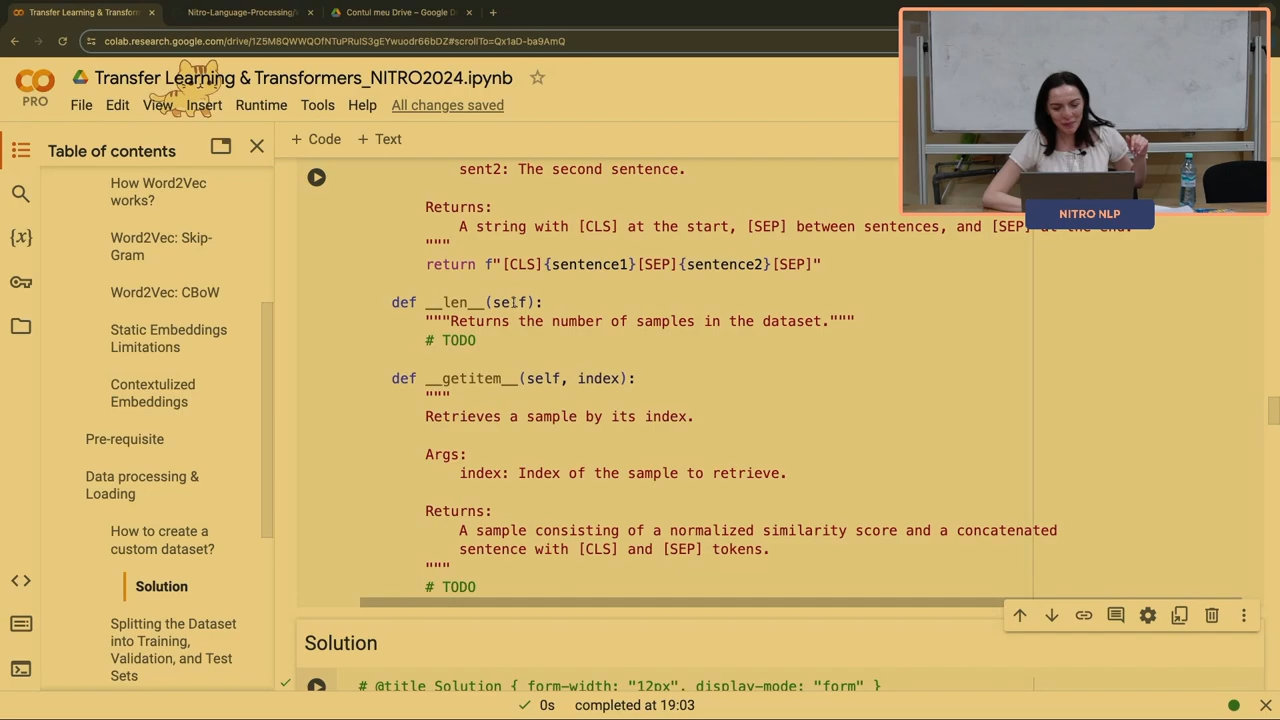 Transfer Learning & Transform
Nitro-Language-Processing/
Contul meu Drive – Google D
colab.research.google.com/drive/1Z5M8QWWQOfNTuPRuIS3gEYwuodr66bDZ#scrollTo=Qx1aD-ba9AmQ
PRO
Transfer Learning & Transformers_NITRO2024.ipynb
File Edit View Insert Runtime Tools Help All changes saved
Table of contents
+ Code + Text
How Word2Vec
works?
Word2Vec: Skip-
Gram
Word2Vec: CBoW
Static Embeddings
Limitations
Contextulized
Embeddings
Pre-requisite
Data processing &
Loading
How to create a
custom dataset?
Solution
Splitting the Dataset
into Training,
Validation, and Test
Sets
sent2: The second sentence.
Returns:
A string with [CLS] at the start, [SEP] between sentences, and [SEP] at the end.
"""
return f"[CLS]{sentence1}[SEP]{sentence2}[SEP]"
def __len__(self):
"""Returns the number of samples in the dataset."""
# TODO
def __getitem__(self, index):
"""
Retrieves a sample by its index.
Args:
index: Index of the sample to retrieve.
Returns:
A sample consisting of a normalized similarity score and a concatenated
sentence with [CLS] and [SEP] tokens.
"""
# TODO
Solution
# @title Solution { form-width: "12px", display-mode: "form" }
0s completed at 19:03
NITRO NLP